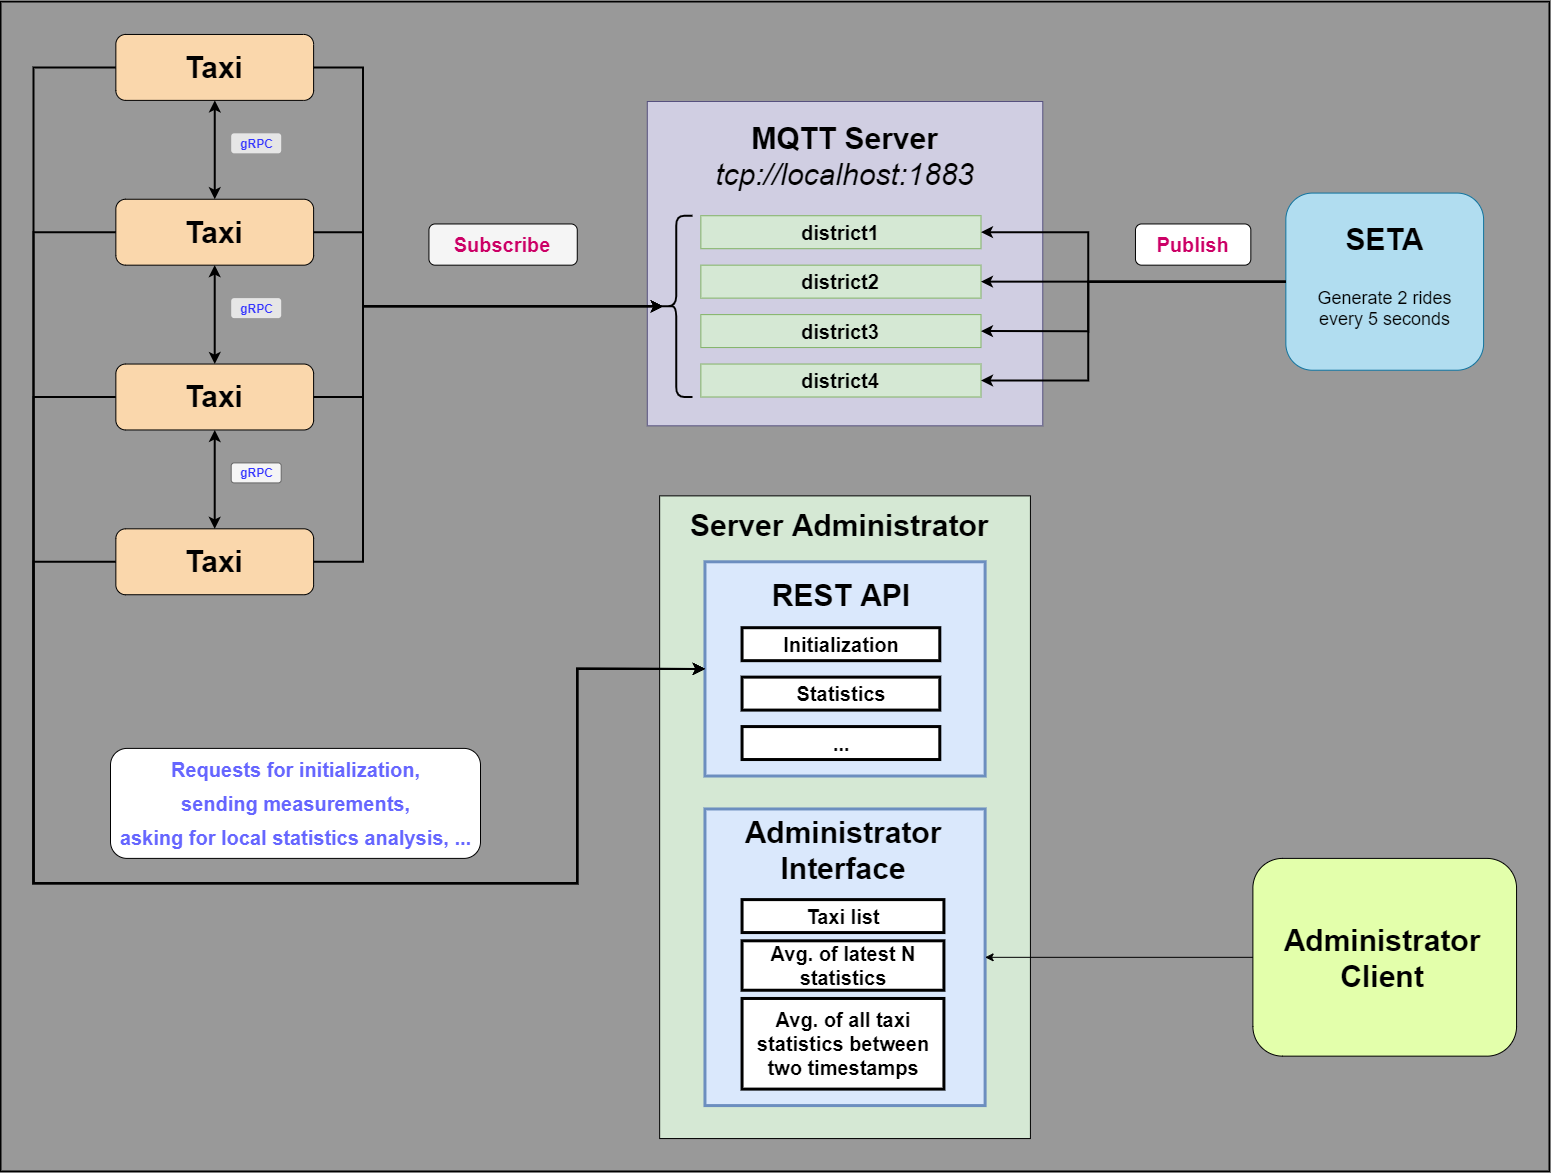 Taxi
gRPC
Taxi
gRPC
Taxi
gRPC
Taxi
Subscribe
MQTT Server
tcp://localhost:1883
district1
district2
district3
district4
Publish
SETA
Generate 2 rides
every 5 seconds
Requests for initialization,
sending measurements,
asking for local statistics analysis, ...
Server Administrator
REST API
Initialization
Statistics
...
Administrator
Interface
Taxi list
Avg. of latest N
statistics
Avg. of all taxi
statistics between
two timestamps
Administrator
Client